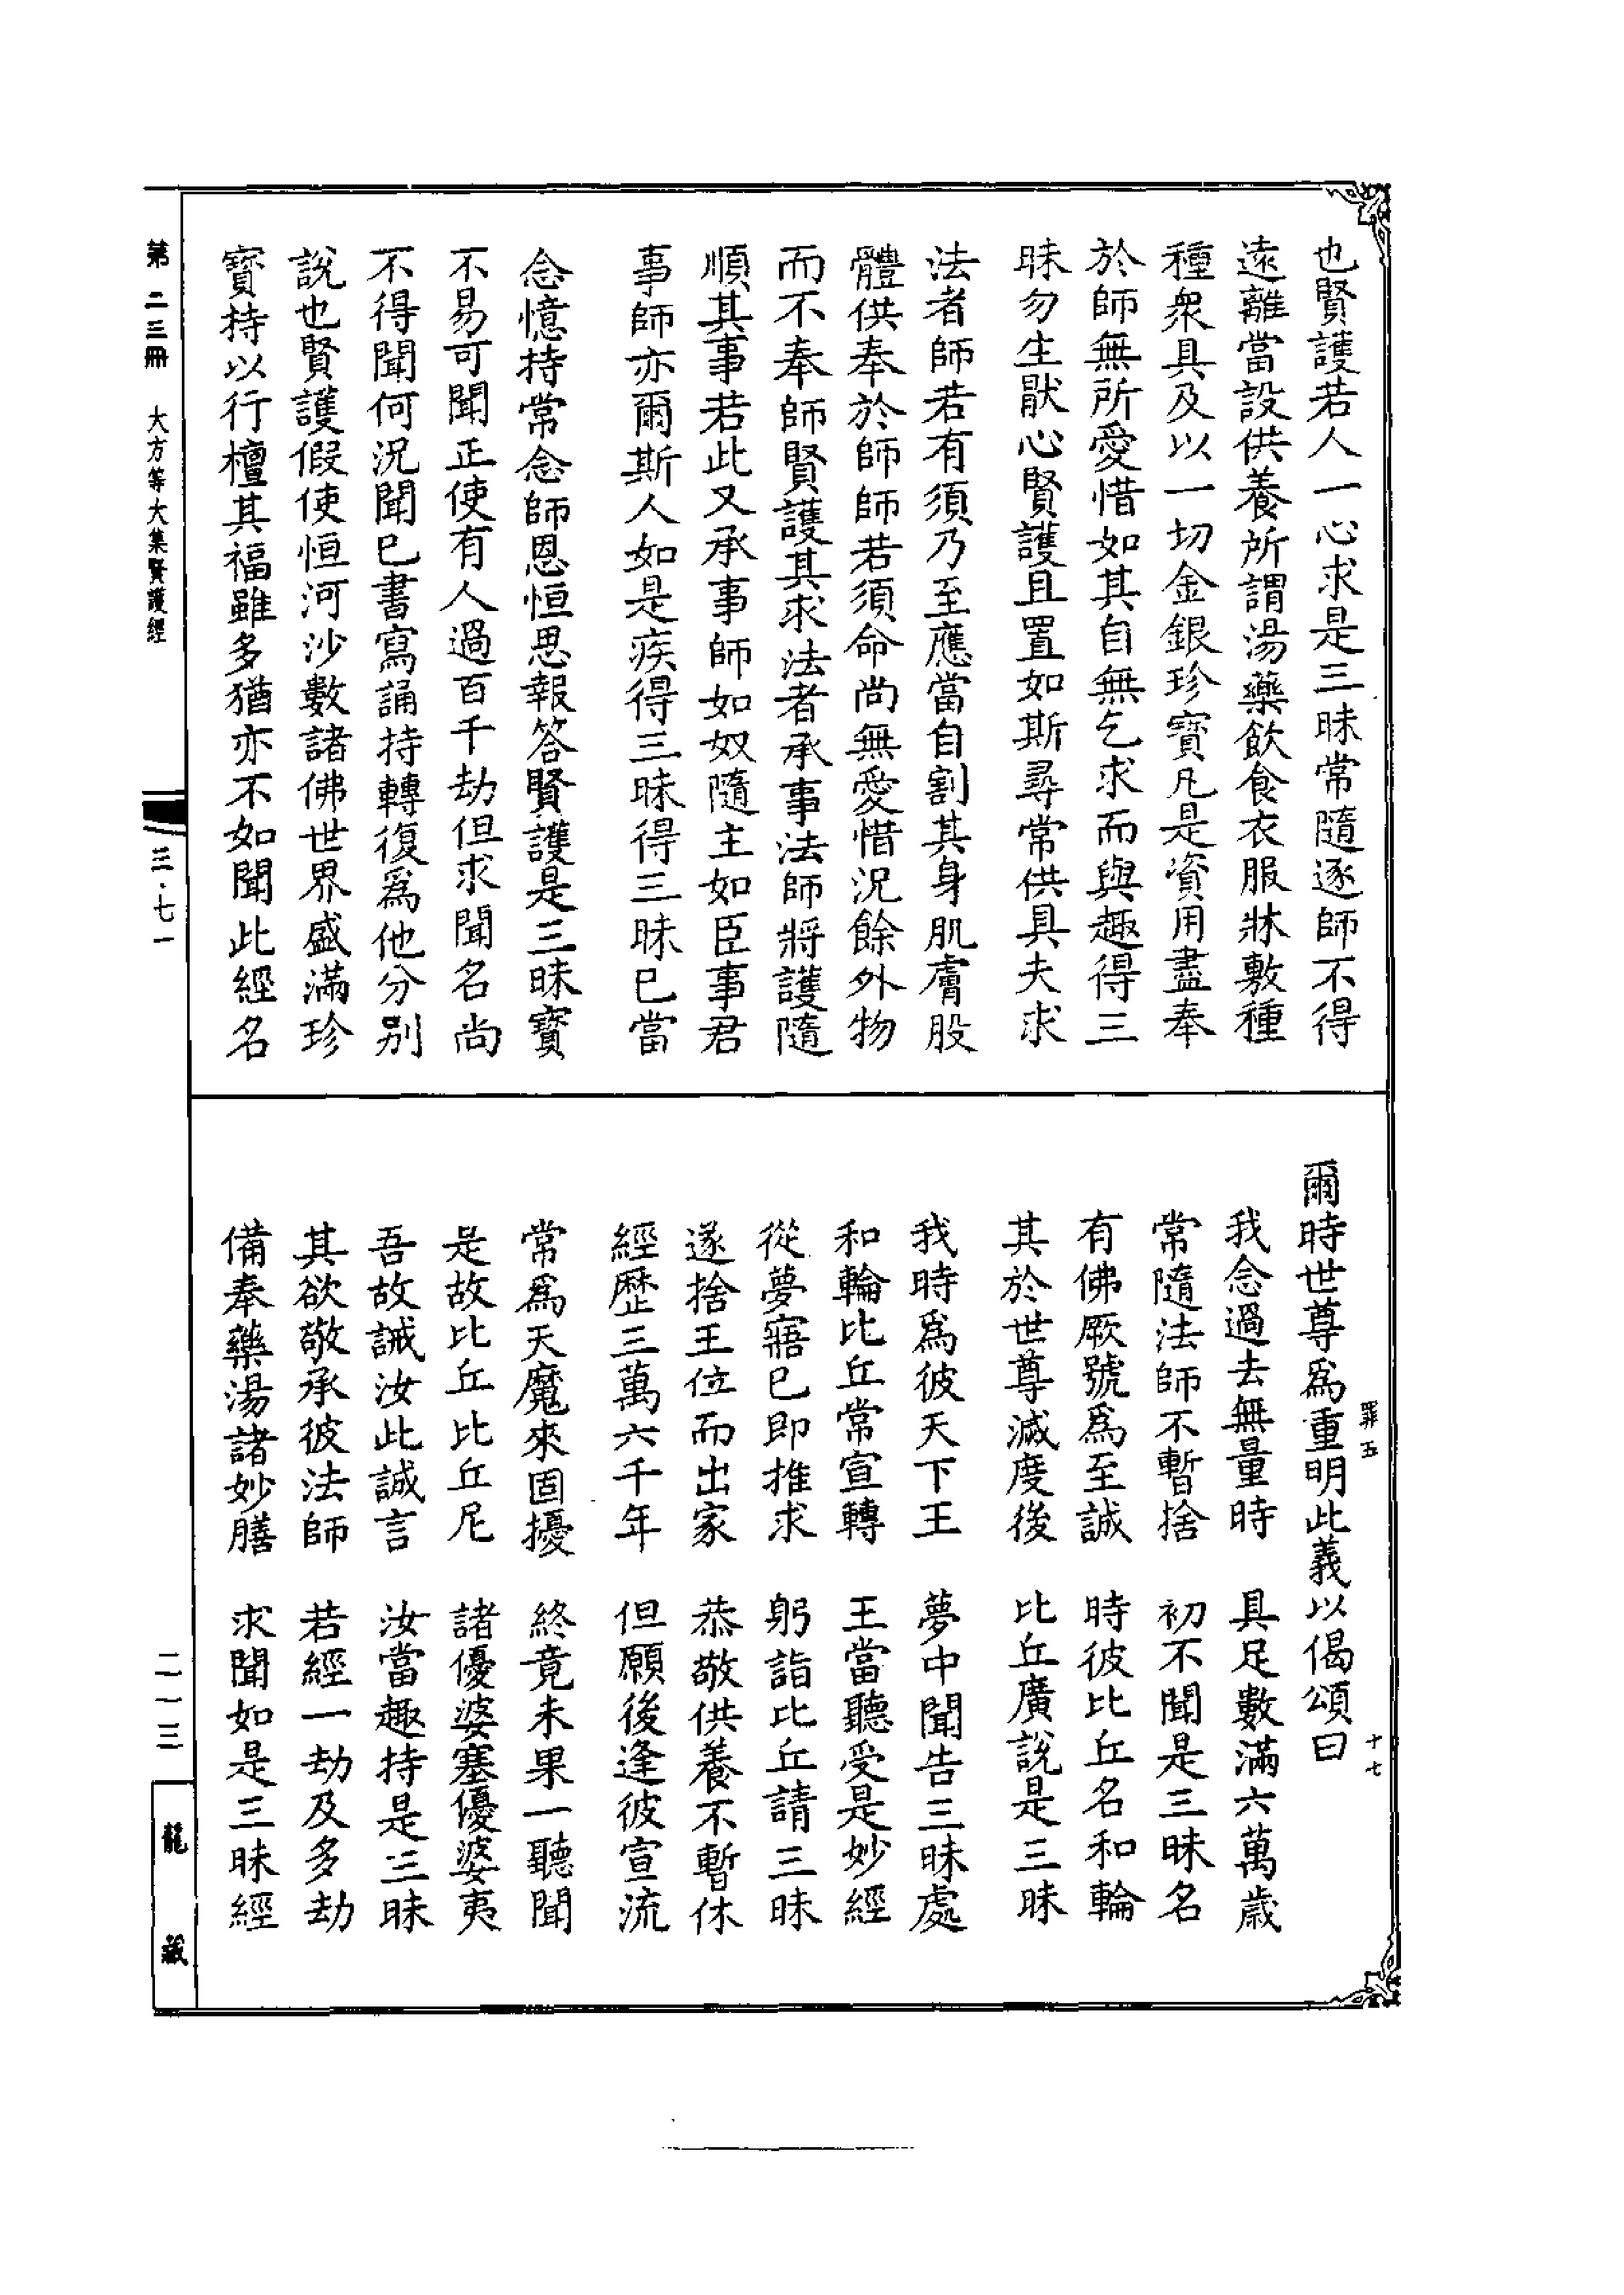 也賢護若人一心求是三昧常隨逐師不得
遠離當設供養所謂湯藥飲食衣服牀敷種
種衆具及以一切金銀珍寶凡是資用盡奉
於師無所愛惜如其自無乞求而與趣得三
昧勿生厭心賢護且置如斯尋常供具夫求
法者師若有須乃至應當自割其身肌膚股
體供奉於師師若須命尚無愛惜況餘外物
而不奉師賢護其求法者承事法師將護隨
順其事若此又承事師如奴隨主如臣事君
事師亦爾斯人如是疾得三昧得三昧已當
念憶持常念師恩恒思報答賢護是三昧寶
不易可聞正使有人過百千劫但求聞名尚
不得聞何況聞已書寫誦持轉復爲他分別
說也賢護假使恒河沙數諸佛世界盛滿珍
寶持以行檀其福雖多猶亦不如聞此經名
第二三冊 大方等大集賢護經
三·七一
罪五
十七
爾時世尊爲重明此義以偈頌曰
我念過去無量時 具足數滿六萬歲
常隨法師不暫捨 初不聞是三昧名
有佛厥號爲至誠 時彼比丘名和輪
其於世尊滅度後 比丘廣說是三昧
我時爲彼天下王 夢中聞告三昧處
和輪比丘常宣轉 王當聽受是妙經
從夢寤已即推求 躬詣比丘請三昧
遂捨王位而出家 恭敬供養不暫休
經歷三萬六千年 但願後逢彼宣流
常爲天魔來固擾 終竟未果一聽聞
是故比丘比丘尼 諸優婆塞優婆夷
吾故誡汝此誠言 汝當趣持是三昧
其欲敬承彼法師 若經一劫及多劫
備奉藥湯諸妙膳 求聞如是三昧經
二一三
龍藏